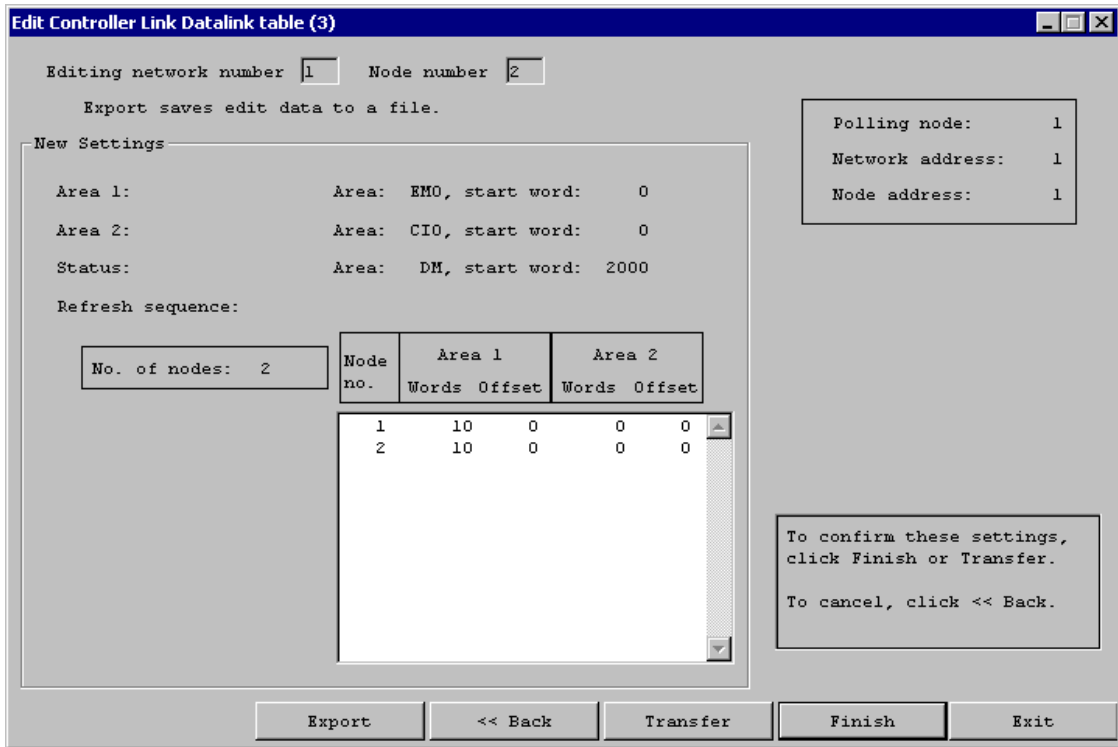 Edit Controller Link Datalink table (3)
Editing network number 1 Node number 2
Export saves edit data to a file.
Polling node: 1
Network address: 1
Node address: 1
New Settings
Area 1: Area: EM0, start word: 0
Area 2: Area: CIO, start word: 0
Status: Area: DM, start word: 2000
Refresh sequence:
No. of nodes: 2
Node no.
Area 1 Area 2
Words Offset Words Offset
1 10 0 0 0
2 10 0 0 0
To confirm these settings,
click Finish or Transfer.
To cancel, click << Back.
Export << Back Transfer Finish Exit